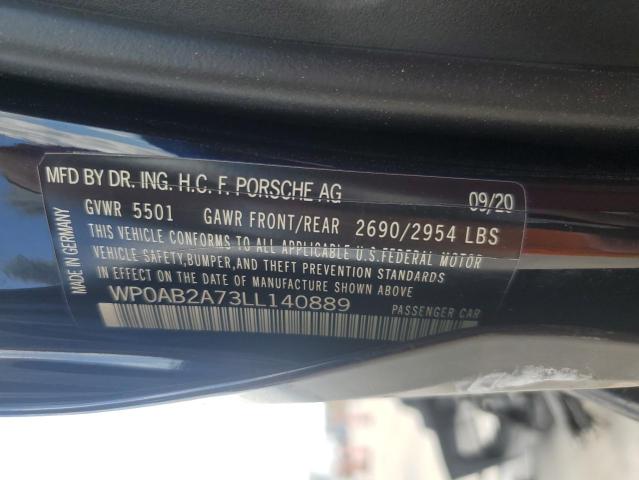 MFD BY DR. ING. H.C. F. PORSCHE AG 09/20
GVWR 5501 GAWR FRONT/REAR 2690/2954 LBS
THIS VEHICLE CONFORMS TO ALL APPLICABLE U.S.FEDERAL MOTOR
VEHICLE SAFETY,BUMPER,AND THEFT PREVENTION STANDARDS
IN EFFECT ON THE DATE OF MANUFACTURE SHOWN ABOVE.
WP0AB2A73LL140889 PASSENGER CAR
MADE IN GERMANY